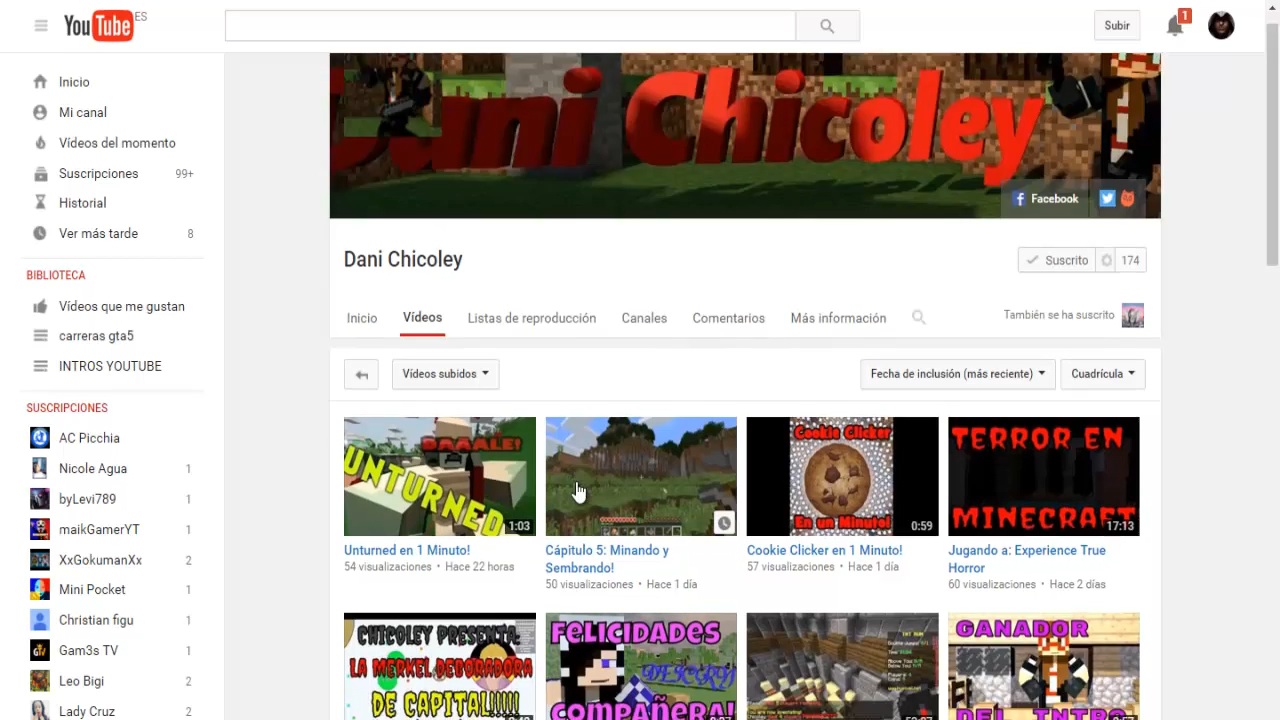 YouTube ES
Subir
1
Inicio
Mi canal
Vídeos del momento
Suscripciones 99+
Historial
Ver más tarde 8
BIBLIOTECA
Vídeos que me gustan
carreras gta5
INTROS YOUTUBE
SUSCRIPCIONES
AC Picchia
Nicole Agua 1
byLevi789 1
maikGamerYT 1
XxGokumanXx 2
Mini Pocket 1
Christian figu 1
Gam3s TV 1
Leo Bigi 2
Lady Cruz 2
Dani Chicoley
Facebook
Dani Chicoley
Suscrito 174
Inicio Vídeos Listas de reproducción Canales Comentarios Más información
También se ha suscrito
Vídeos subidos
Fecha de inclusión (más reciente) Cuadrícula
DAAALE!
UNTURNED
1:03
Unturned en 1 Minuto!
54 visualizaciones • Hace 22 horas
Cápitulo 5: Minando y
Sembrando!
50 visualizaciones • Hace 1 día
Cookie Clicker
En un Minuto!
0:59
Cookie Clicker en 1 Minuto!
57 visualizaciones • Hace 1 día
TERROR EN
MINECRAFT
17:13
Jugando a: Experience True
Horror
60 visualizaciones • Hace 2 días
CHICOLEY PRESENTA:
LA MERKEL DEBORADORA
DE CAPITAL!!!!!
FELICIDADES
COMPAÑERA!
GANADOR
DEL INTRO